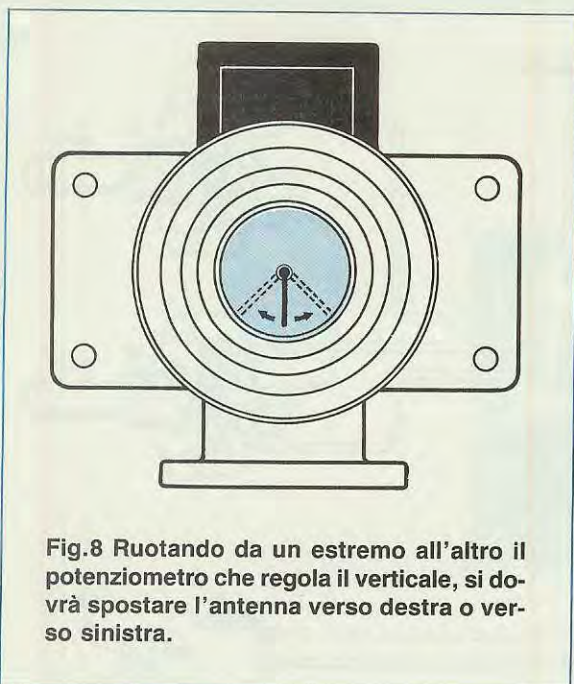 Fig.8 Ruotando da un estremo all'altro il
potenziometro che regola il verticale, si do-
vrà spostare l'antenna verso destra o ver-
so sinistra.